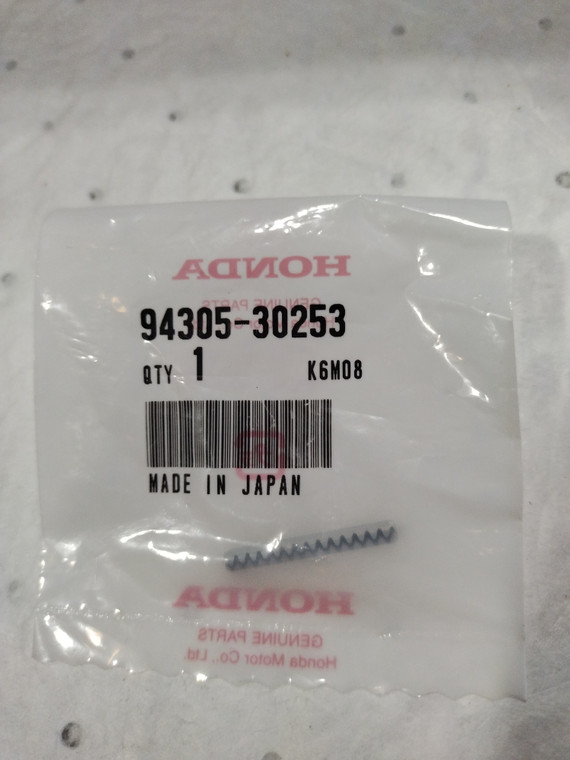 HONDA
GENUINE PARTS
94305-30253
QTY 1 K6M08
MADE IN JAPAN
HONDA
GENUINE PARTS
Honda Motor Co., Ltd.